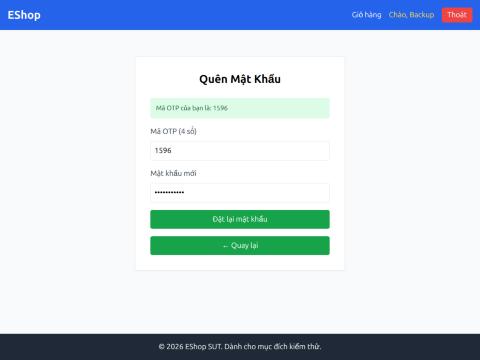 EShop
Giỏ hàng
Chào, Backup
Thoát
Quên Mật Khẩu
Mã OTP của bạn là: 1596
Mã OTP (4 số)
1596
Mật khẩu mới
•••••••••••
Đặt lại mật khẩu
← Quay lại
© 2026 EShop SUT. Dành cho mục đích kiểm thử.